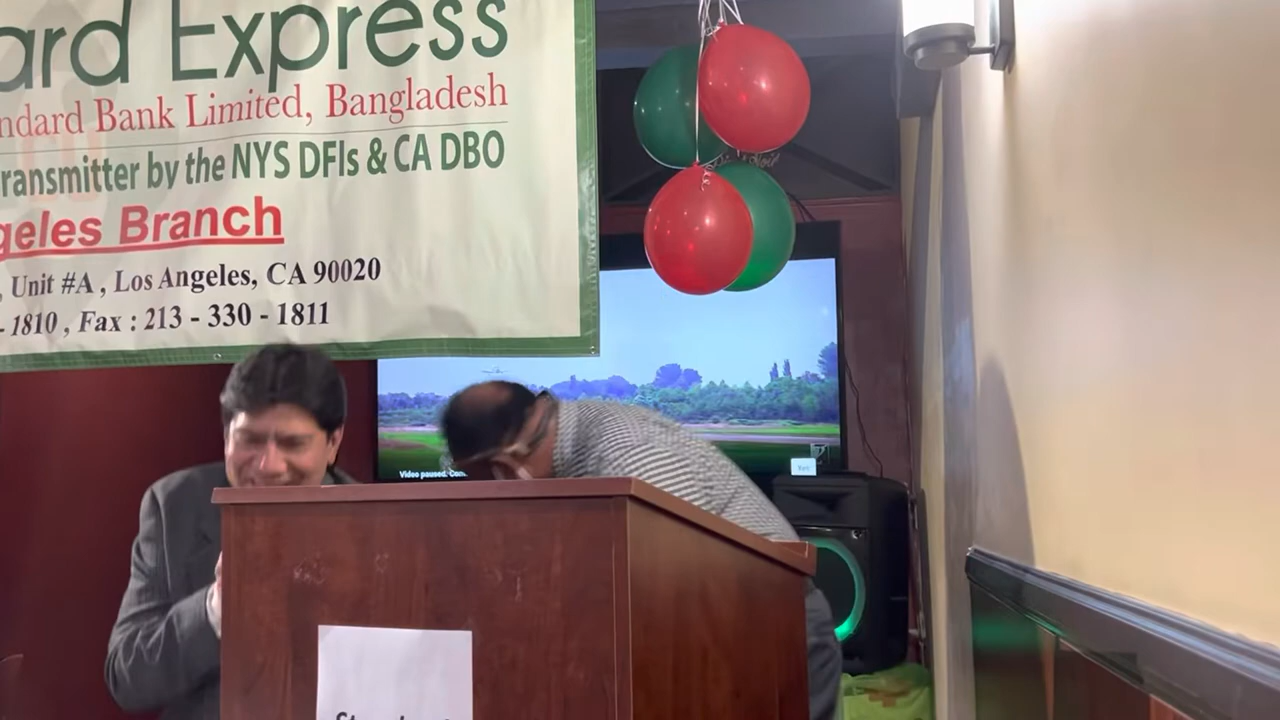 ard Express
ndard Bank Limited, Bangladesh
ransmitter by the NYS DFIs & CA DBO
geles Branch
, Unit #A , Los Angeles, CA 90020
- 1810 , Fax : 213 - 330 - 1811
Video paused.